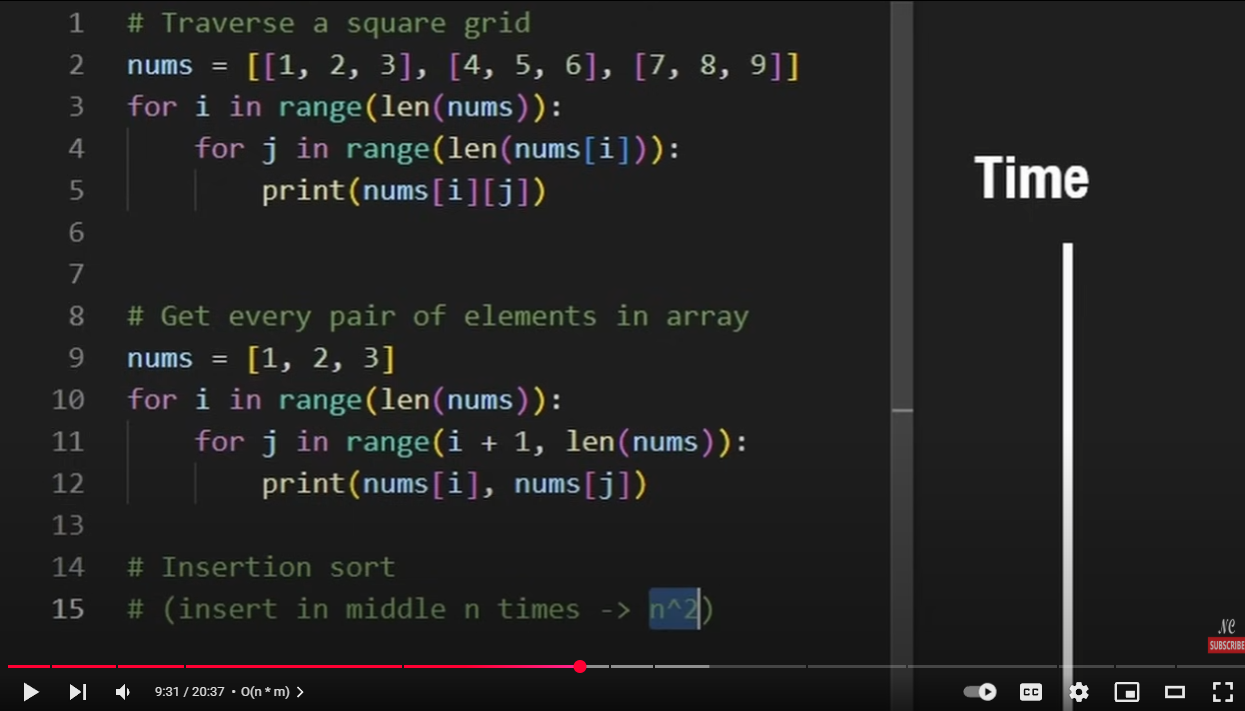 1 # Traverse a square grid
2 nums = [[1, 2, 3], [4, 5, 6], [7, 8, 9]]
3 for i in range(len(nums)):
4 for j in range(len(nums[i])):
5 print(nums[i][j])
6
7
8 # Get every pair of elements in array
9 nums = [1, 2, 3]
10 for i in range(len(nums)):
11 for j in range(i + 1, len(nums)):
12 print(nums[i], nums[j])
13
14 # Insertion sort
15 # (insert in middle n times -> n^2)
Time
NC
SUBSCRIBE
9:31 / 20:37 • O(n * m) >
CC